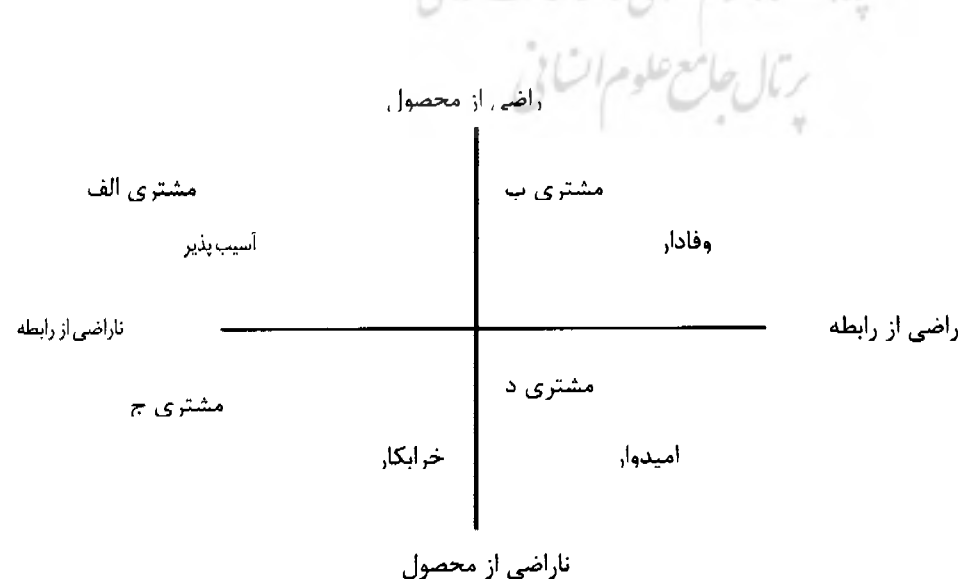 پرتال جامع علوم انسانی
راضی از محصول
مشتری ب
مشتری الف
وفادار
آسیب‌پذیر
راضی از رابطه
ناراضی از رابطه
مشتری د
مشتری ج
امیدوار
خرابکار
ناراضی از محصول